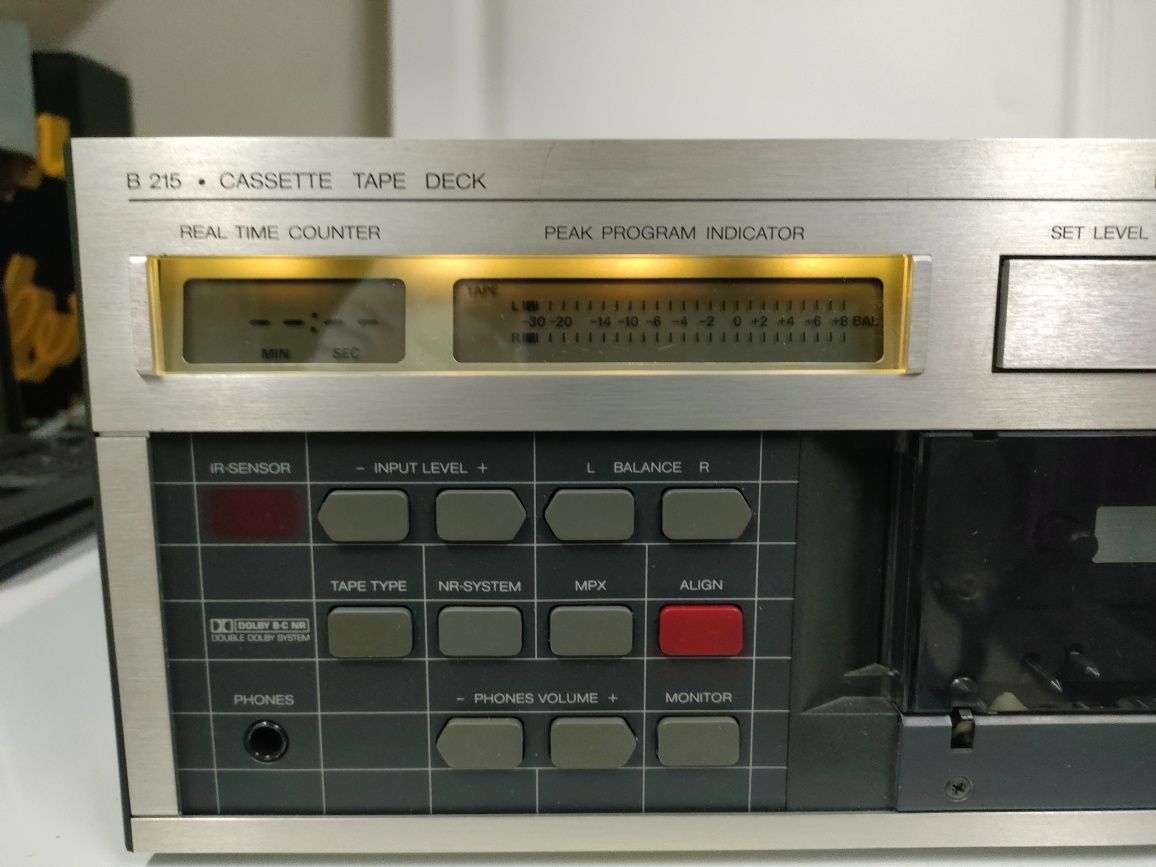 B 215 • CASSETTE TAPE DECK
REAL TIME COUNTER
PEAK PROGRAM INDICATOR
SET LEVEL
-- : --
MIN SEC
TAPE
L
-30 -20 -14 -10 -6 -4 -2 0 +2 +4 +6 +8 BAL
R
IR-SENSOR
- INPUT LEVEL +
L BALANCE R
TAPE TYPE
NR-SYSTEM
MPX
ALIGN
DOLBY B-C NR
DOUBLE DOLBY SYSTEM
PHONES
- PHONES VOLUME +
MONITOR